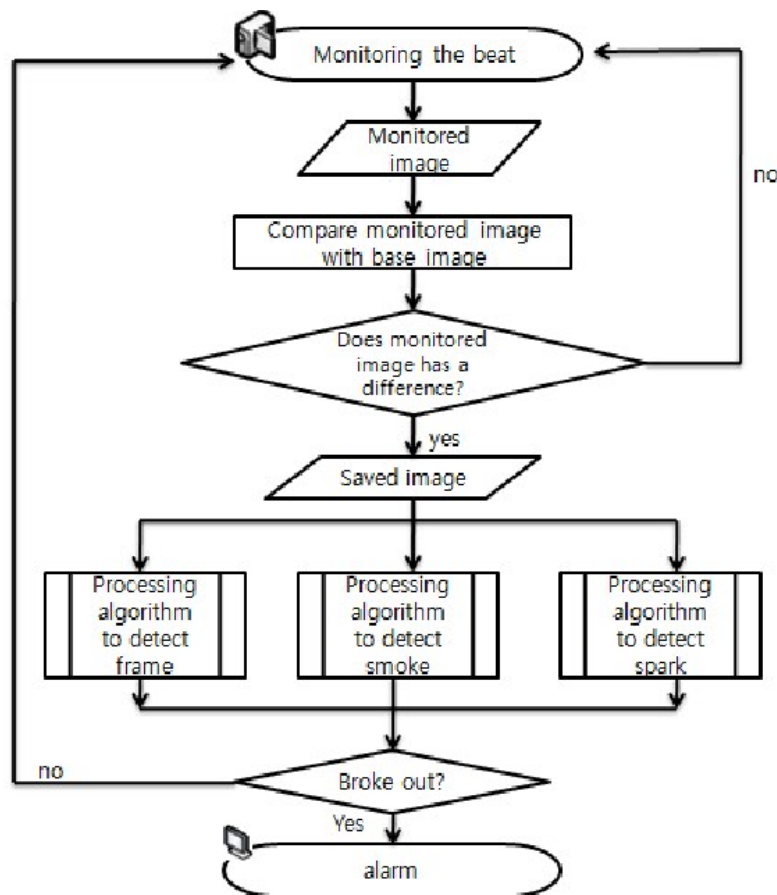 Monitoring the beat
Monitored
image
no
Compare monitored image
with base image
Does monitored
image has a
difference?
yes
Saved image
Processing
algorithm
to detect
frame
Processing
algorithm
to detect
smoke
Processing
algorithm
to detect
spark
no
Broke out?
Yes
alarm